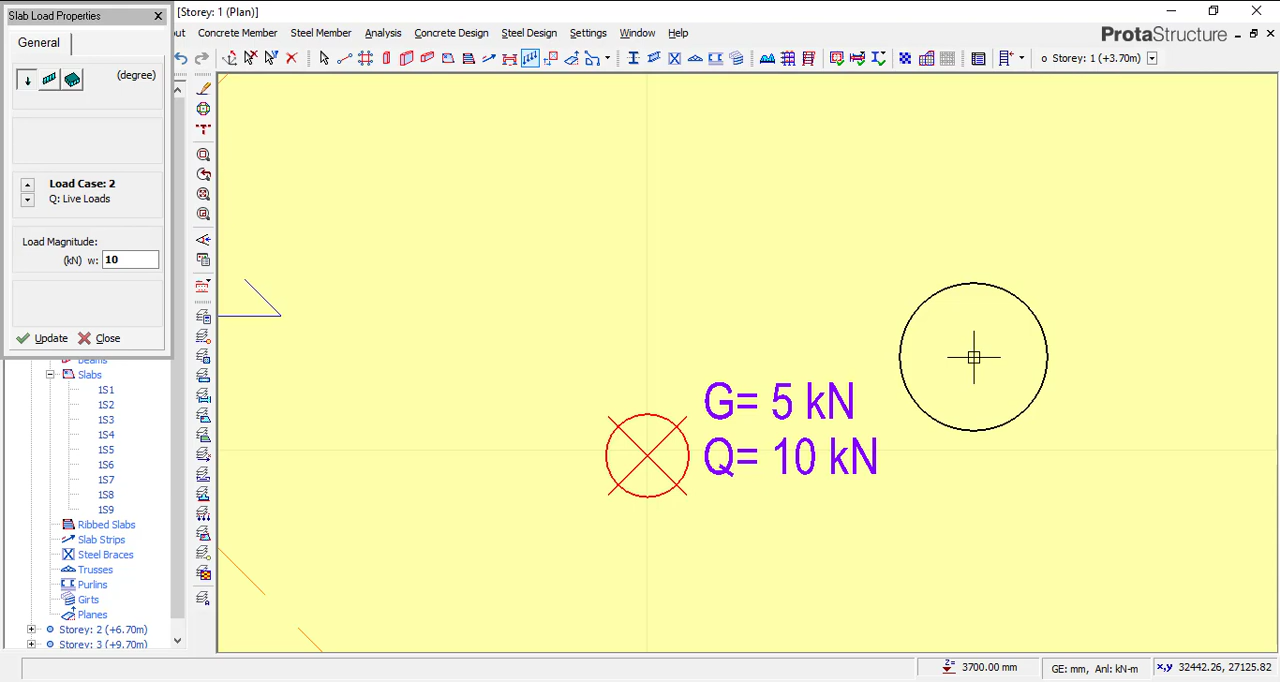 Slab Load Properties
[Storey: 1 (Plan)]
General
Concrete Member Steel Member Analysis Concrete Design Steel Design Settings Window Help
ProtaStructure
(degree)
o Storey: 1 (+3.70m)
Load Case: 2
Q: Live Loads
Load Magnitude:
(kN) w: 10
Update Close
Slabs
1S1
1S2
1S3
1S4
1S5
1S6
1S7
1S8
1S9
Ribbed Slabs
Slab Strips
Steel Braces
Trusses
Purlins
Girts
Planes
Storey: 2 (+6.70m)
Storey: 3 (+9.70m)
G= 5 kN
Q= 10 kN
Z= 3700.00 mm
GE: mm, Anl: kN-m
x,y 32442.26, 27125.82